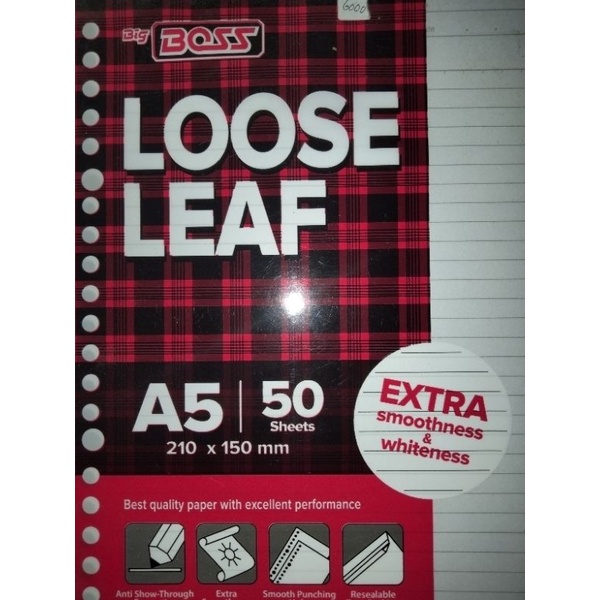 6000
Big BOSS
LOOSE
LEAF
A5 | 50
Sheets
210 x 150 mm
EXTRA
smoothness
&
whiteness
Best quality paper with excellent performance
Anti Show-Through
Extra
Smooth Punching
Resealable